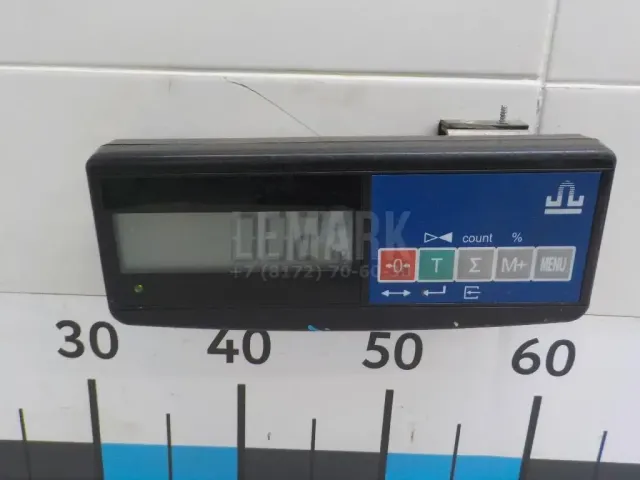 LEMARK
+7 (8172) 70-60
count %
→0← T Σ M+ MENU
30 40 50 60